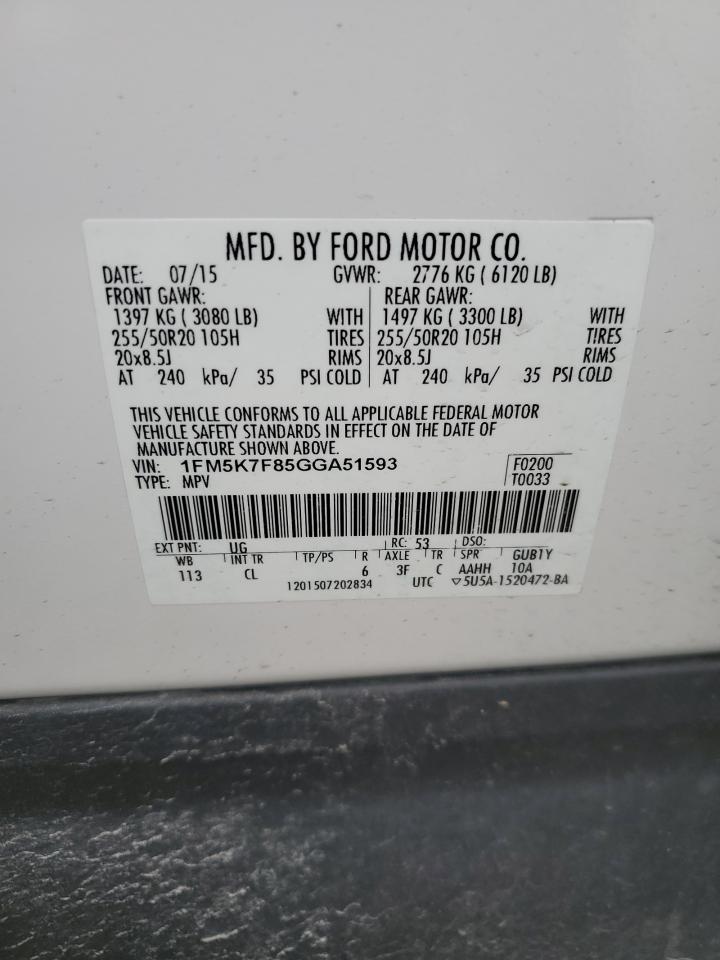 MFD. BY FORD MOTOR CO.
DATE: 07/15 GVWR: 2776 KG ( 6120 LB)
FRONT GAWR: REAR GAWR:
1397 KG ( 3080 LB) WITH 1497 KG ( 3300 LB) WITH
255/50R20 105H TIRES 255/50R20 105H TIRES
20x8.5J RIMS 20x8.5J RIMS
AT 240 kPa/ 35 PSI COLD AT 240 kPa/ 35 PSI COLD
THIS VEHICLE CONFORMS TO ALL APPLICABLE FEDERAL MOTOR
VEHICLE SAFETY STANDARDS IN EFFECT ON THE DATE OF
MANUFACTURE SHOWN ABOVE.
VIN: 1FM5K7F85GGA51593 F0200
TYPE: MPV T0033
EXT PNT: UG RC: 53 DSO:
WB INT TR TP/PS R AXLE TR SPR GUB1Y
113 CL 6 3F C AAHH 10A
1201507202834 UTC ▽5U5A-1520472-BA